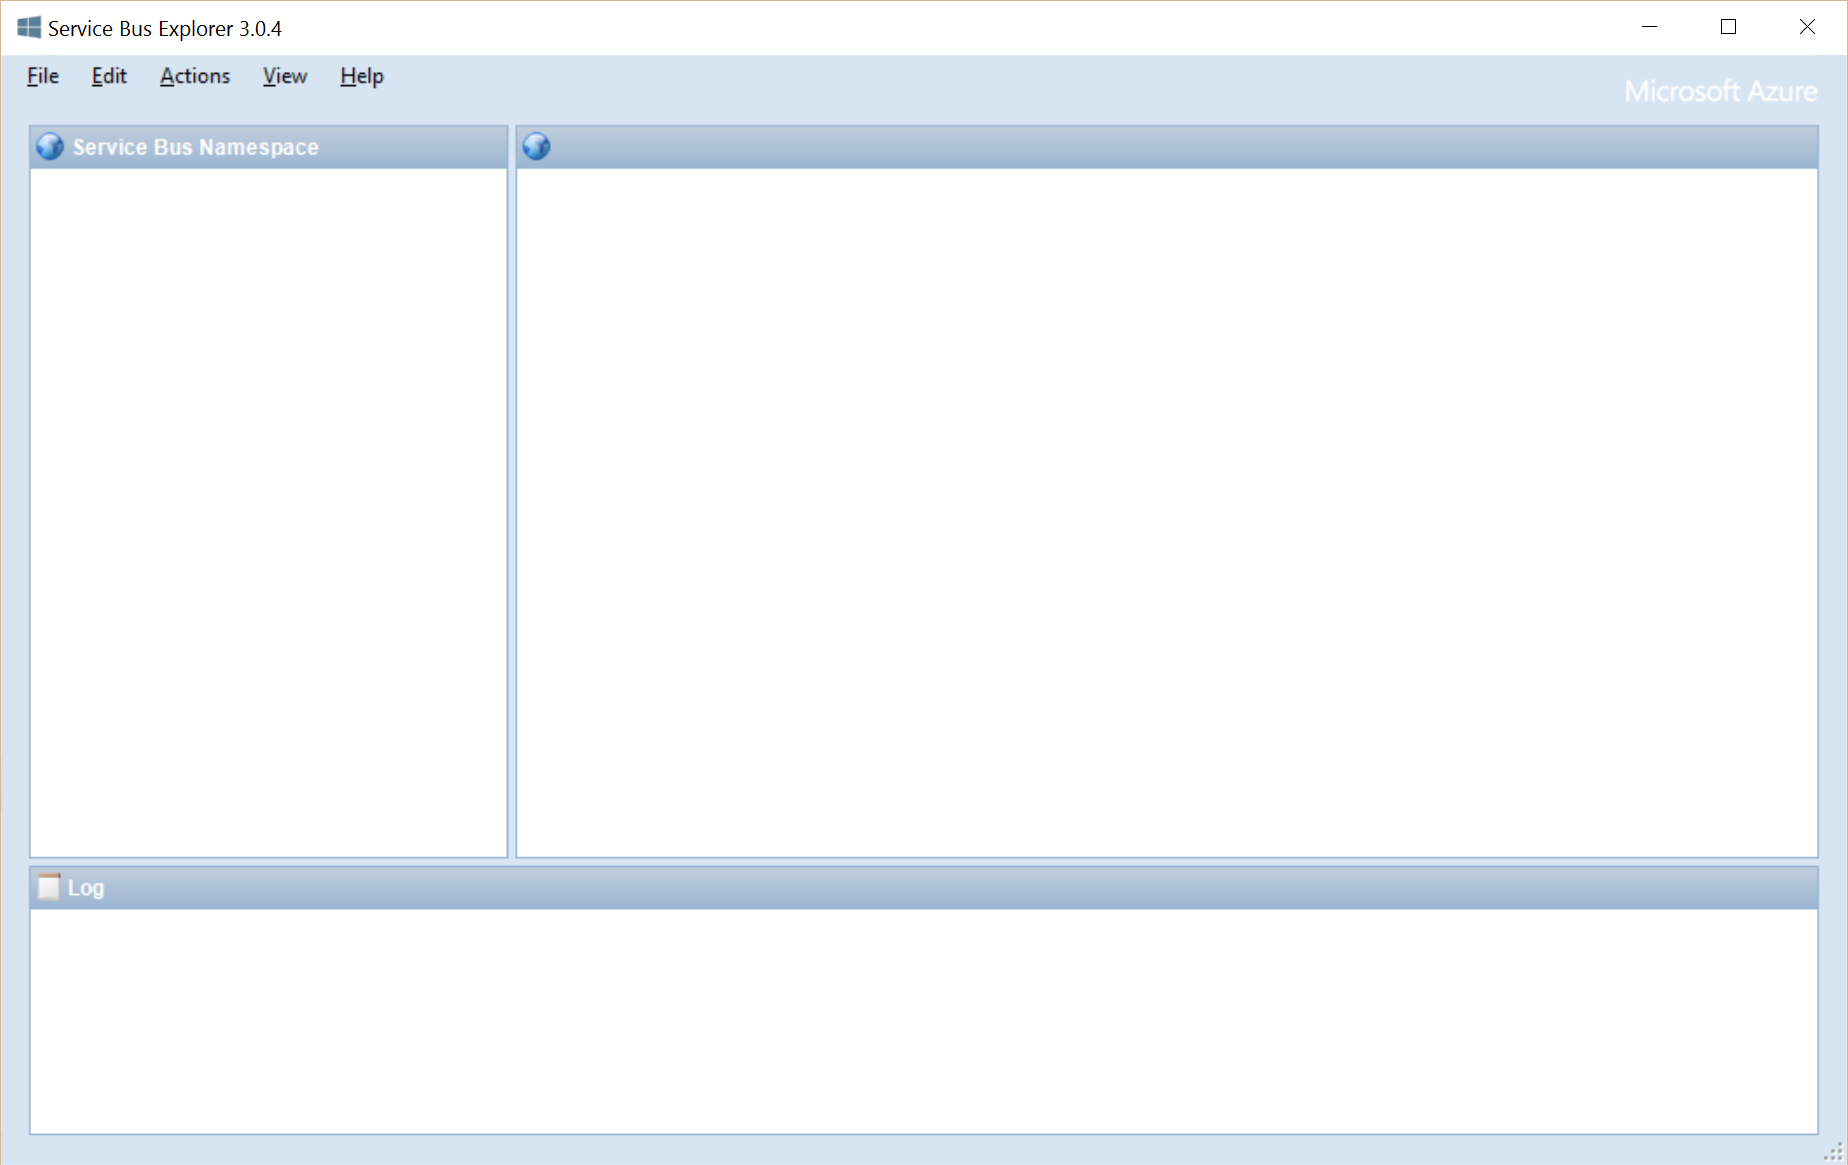 Service Bus Explorer 3.0.4
File Edit Actions View Help
Microsoft Azure
Service Bus Namespace
Log